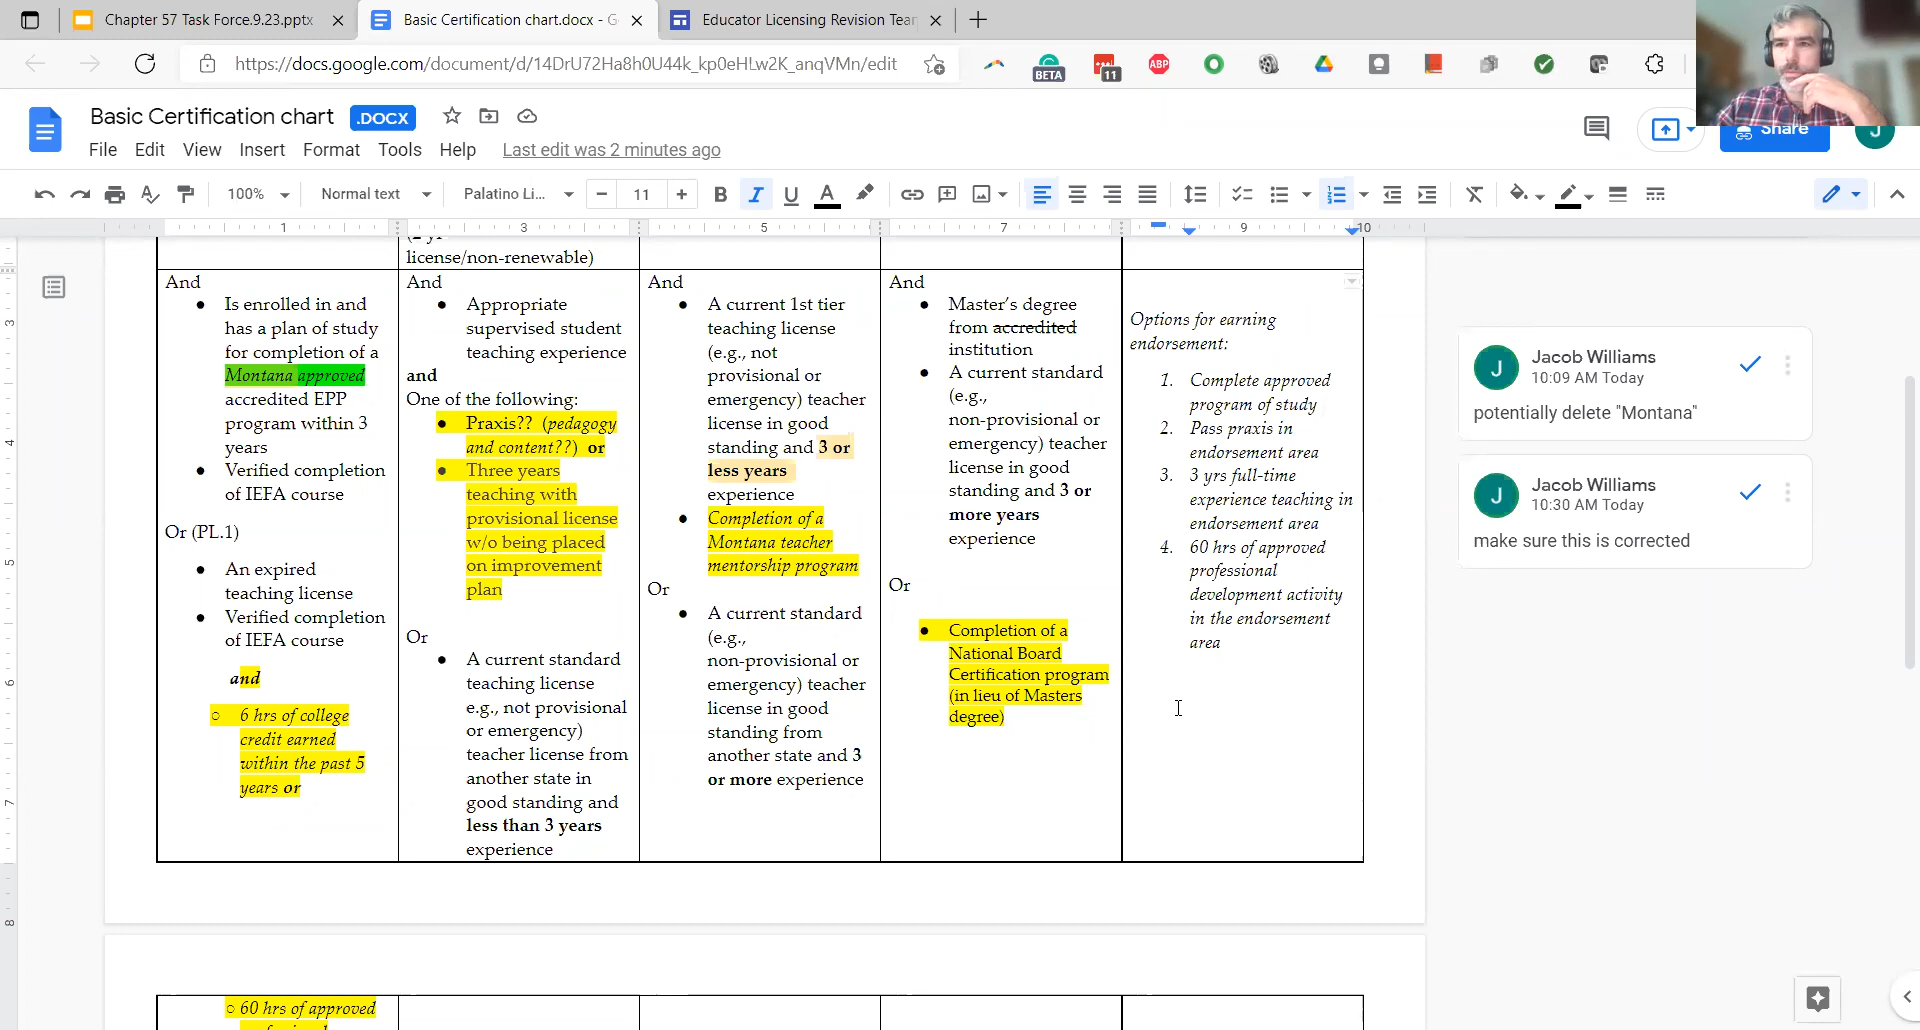 Chapter 57 Task Force.9.23.pptx
Basic Certification chart.docx - G
Educator Licensing Revision Tear
https://docs.google.com/document/d/14DrU72Ha8h0U44k_kp0eHLw2K_anqVMn/edit
BETA
11
ABP
Basic Certification chart .DOCX
Share
J
File Edit View Insert Format Tools Help Last edit was 2 minutes ago
100% Normal text Palatino Li... 11 B I U A
1 3 5 7 9 10
3
4
5
6
7
8
license/non-renewable)
And
Is enrolled in and
has a plan of study
for completion of a
Montana approved
accredited EPP
program within 3
years
Verified completion
of IEFA course
Or (PL.1)
An expired
teaching license
Verified completion
of IEFA course
and
6 hrs of college
credit earned
within the past 5
years or
And
Appropriate
supervised student
teaching experience
and
One of the following:
Praxis?? (pedagogy
and content??) or
Three years
teaching with
provisional license
w/o being placed
on improvement
plan
Or
A current standard
teaching license
e.g., not provisional
or emergency)
teacher license from
another state in
good standing and
less than 3 years
experience
And
A current 1st tier
teaching license
(e.g., not
provisional or
emergency) teacher
license in good
standing and 3 or
less years
experience
Completion of a
Montana teacher
mentorship program
Or
A current standard
(e.g.,
non-provisional or
emergency) teacher
license in good
standing from
another state and 3
or more experience
And
Master's degree
from accredited
institution
A current standard
(e.g.,
non-provisional or
emergency) teacher
license in good
standing and 3 or
more years
experience
Or
Completion of a
National Board
Certification program
(in lieu of Masters
degree)
Options for earning
endorsement:
1. Complete approved
program of study
2. Pass praxis in
endorsement area
3. 3 yrs full-time
experience teaching in
endorsement area
4. 60 hrs of approved
professional
development activity
in the endorsement
area
60 hrs of approved
J
Jacob Williams
10:09 AM Today
potentially delete "Montana"
J
Jacob Williams
10:30 AM Today
make sure this is corrected